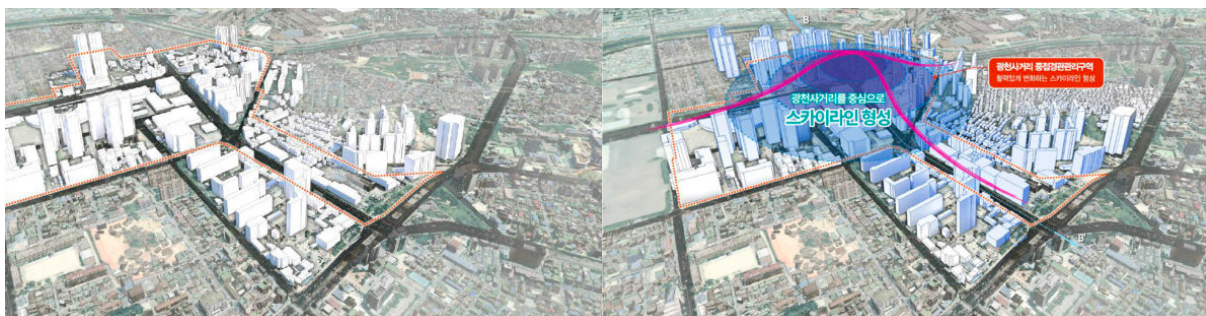 B
광천사거리 중점경관관리구역
활력있게 변화하는 스카이라인 형성
광천사거리를 중심으로
스카이라인 형성
B'